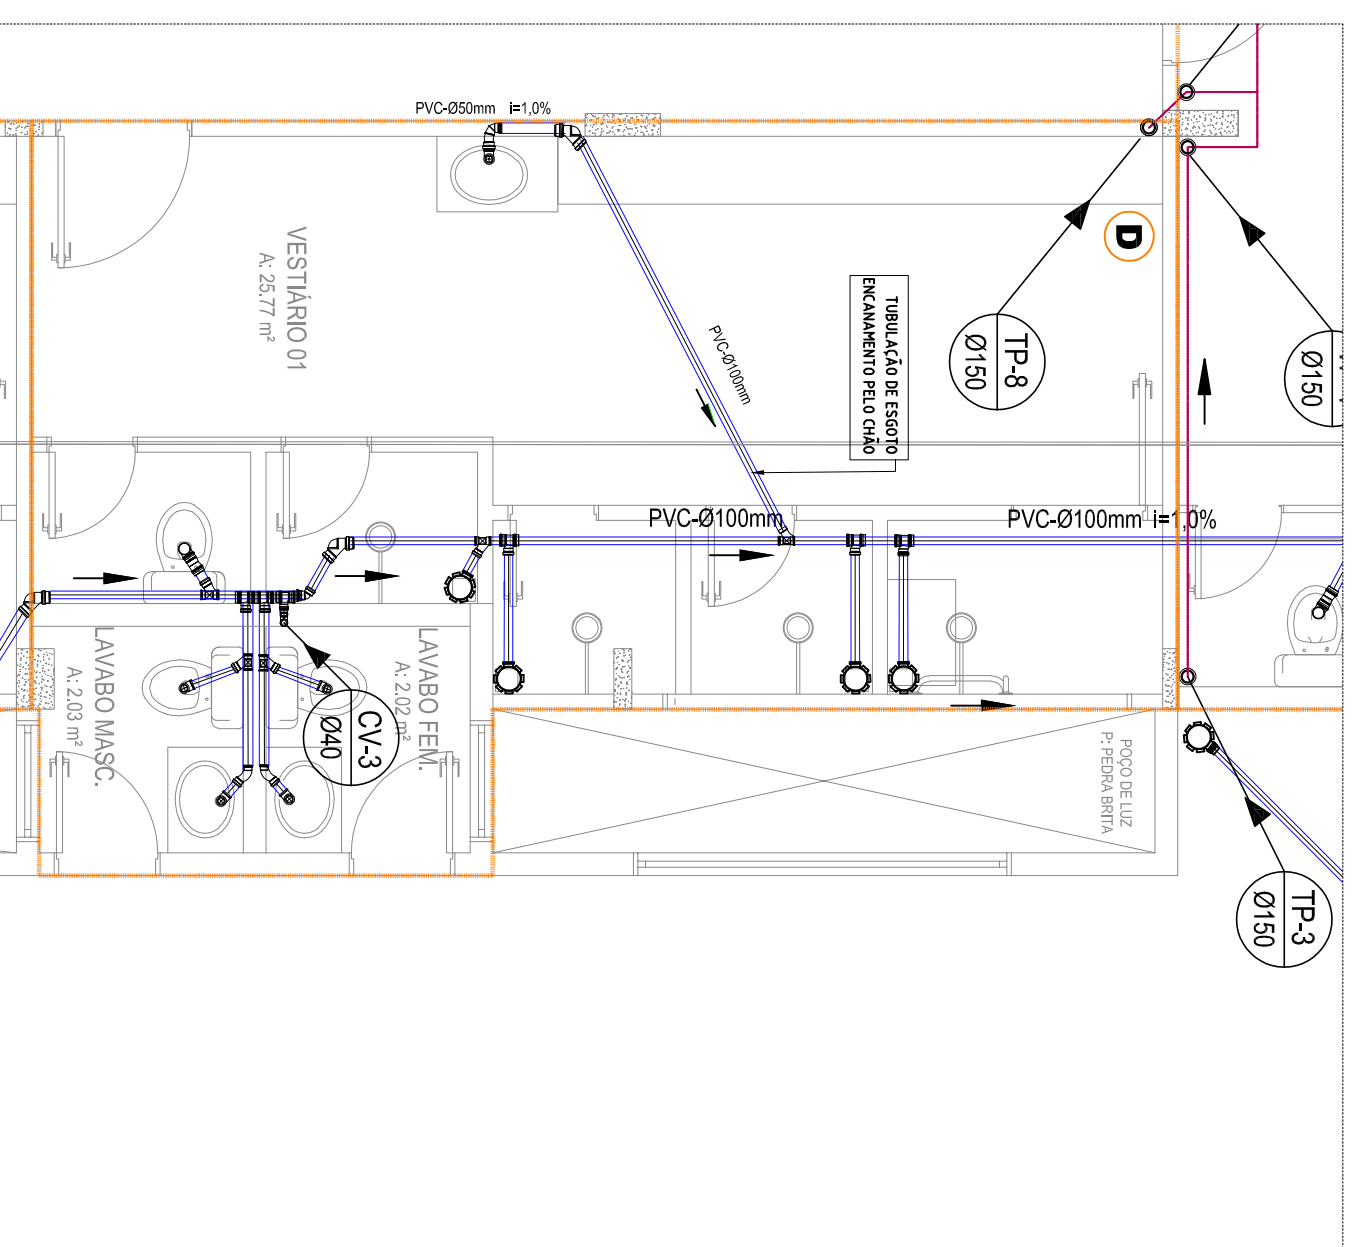 PVC-Ø50mm i=1,0%
D
VESTIÁRIO 01
A: 25.77 m²
TUBULAÇÃO DE ESGOTO
ENCANAMENTO PELO CHÃO
TP-8
Ø150
Ø150
PVC-Ø100mm
PVC-Ø100mm
PVC-Ø100mm i=1,0%
LAVABO MASC.
A: 2.03 m²
LAVABO FEM.
A: 2.02 m²
CV-3
Ø40
POÇO DE LUZ
P: PEDRA BRITA
TP-3
Ø150